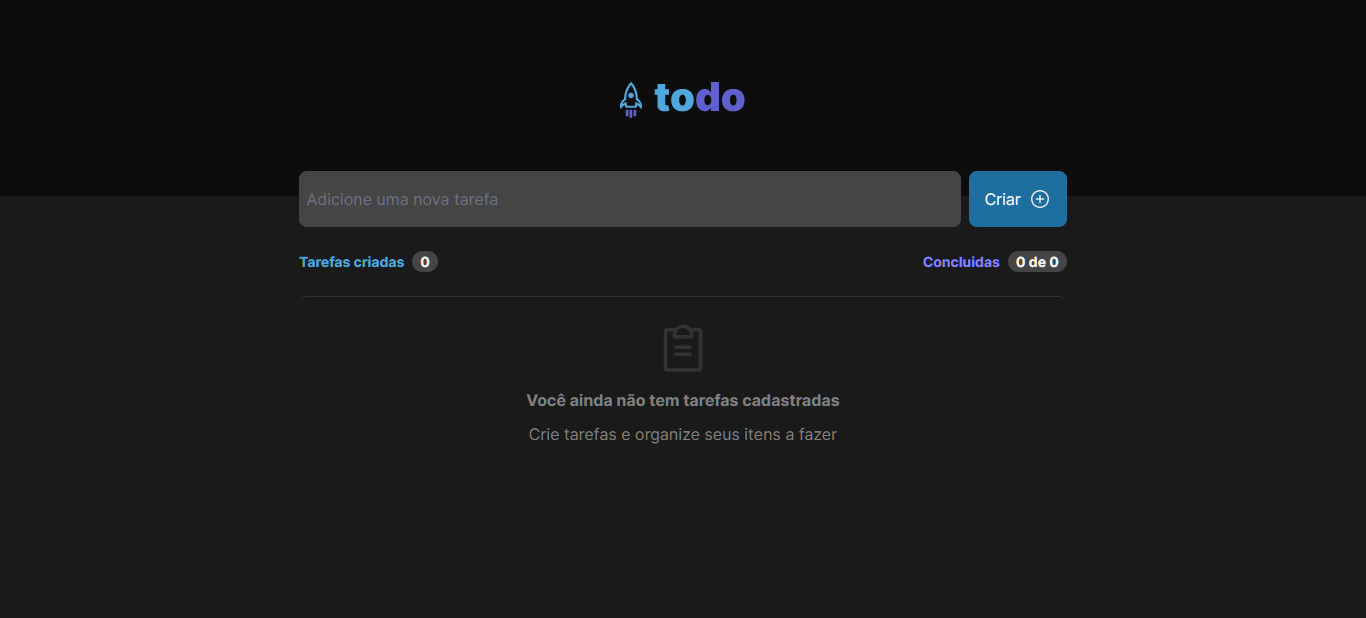 todo
Adicione uma nova tarefa
Criar
Tarefas criadas 0
Concluidas 0 de 0
Você ainda não tem tarefas cadastradas
Crie tarefas e organize seus itens a fazer